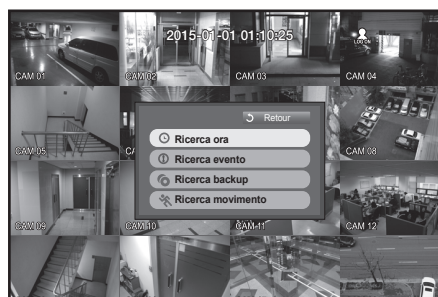 2015-01-01 01:10:25
LOG ON
CAM 01
CAM 02
CAM 03
CAM 04
Retour
Ricerca ora
CAM 05
CA
Ricerca evento
CAM 08
Ricerca backup
Ricerca movimento
CAM 09
CAM 10
CAM 11
CAM 12